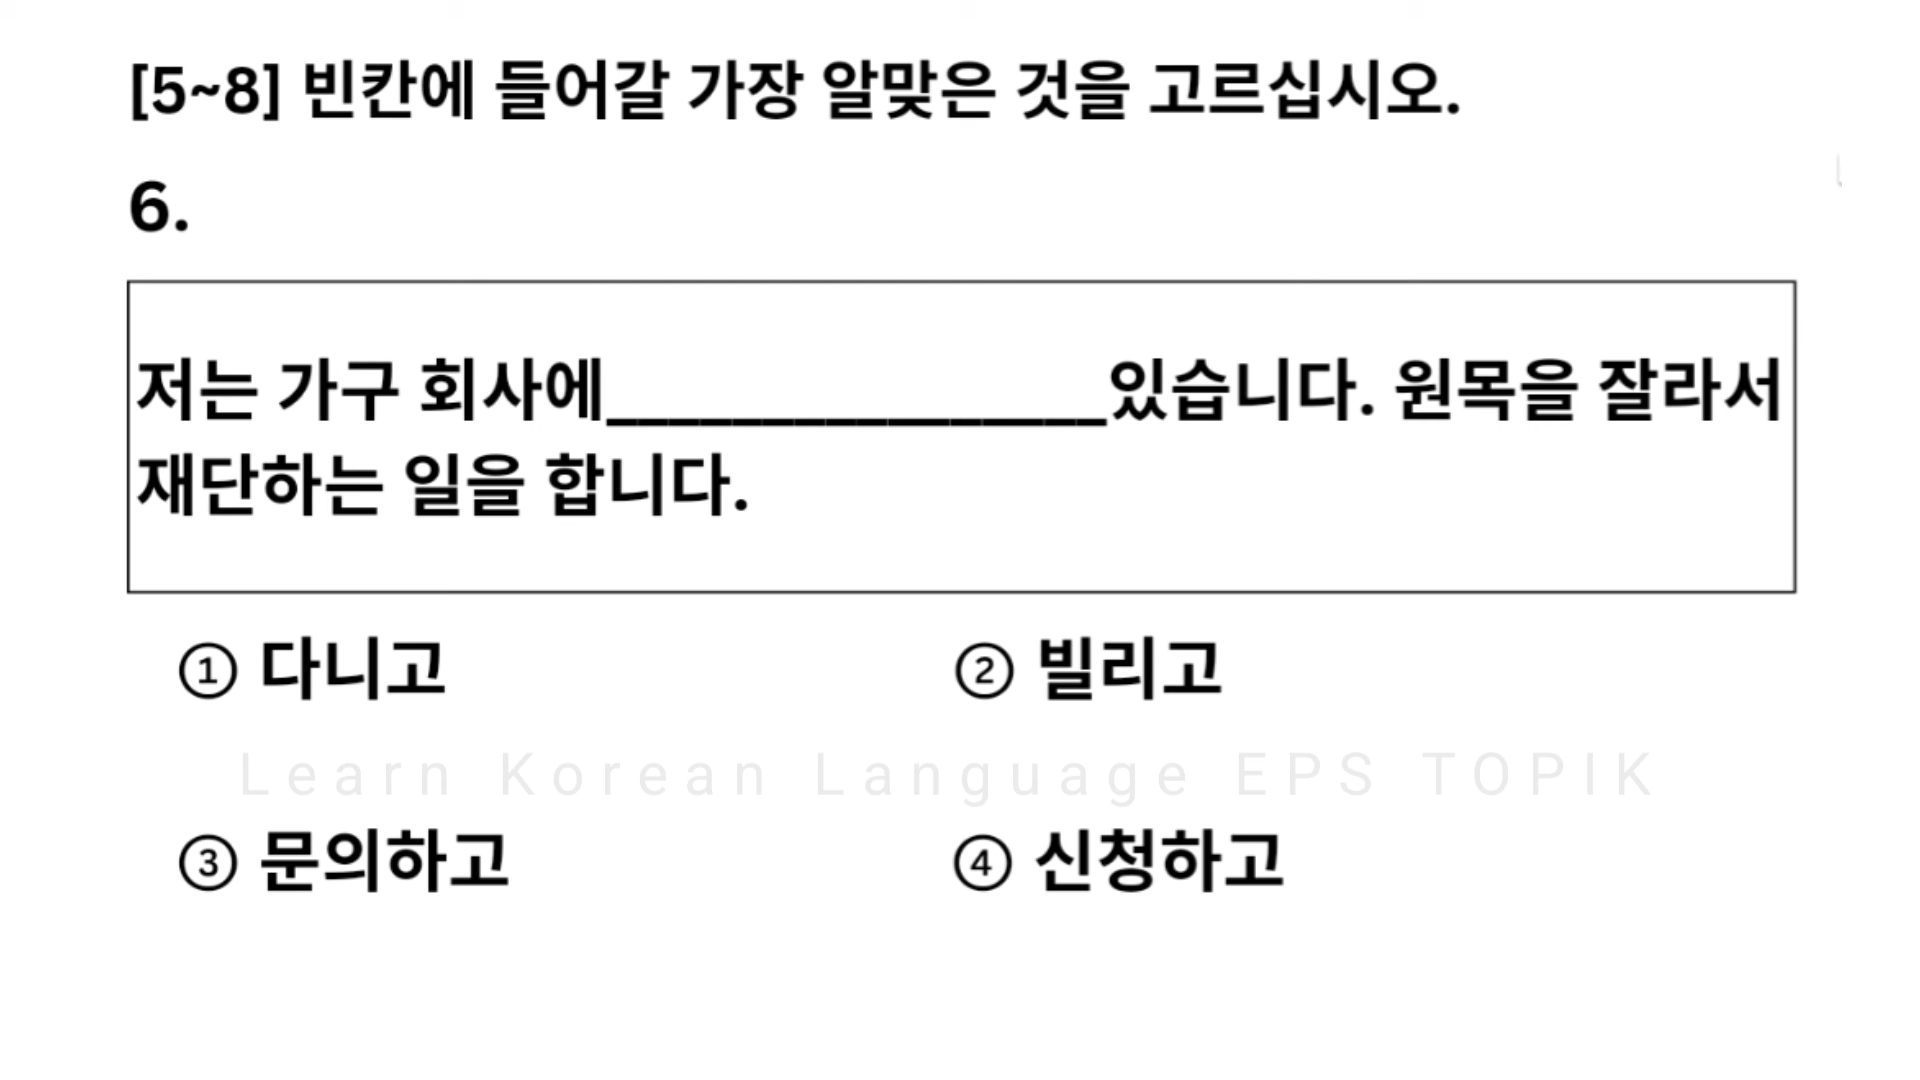 [5~8] 빈칸에 들어갈 가장 알맞은 것을 고르십시오.
6.
저는 가구 회사에________________있습니다. 원목을 잘라서
재단하는 일을 합니다.
① 다니고 ② 빌리고
Learn Korean Language EPS TOPIK
③ 문의하고 ④ 신청하고